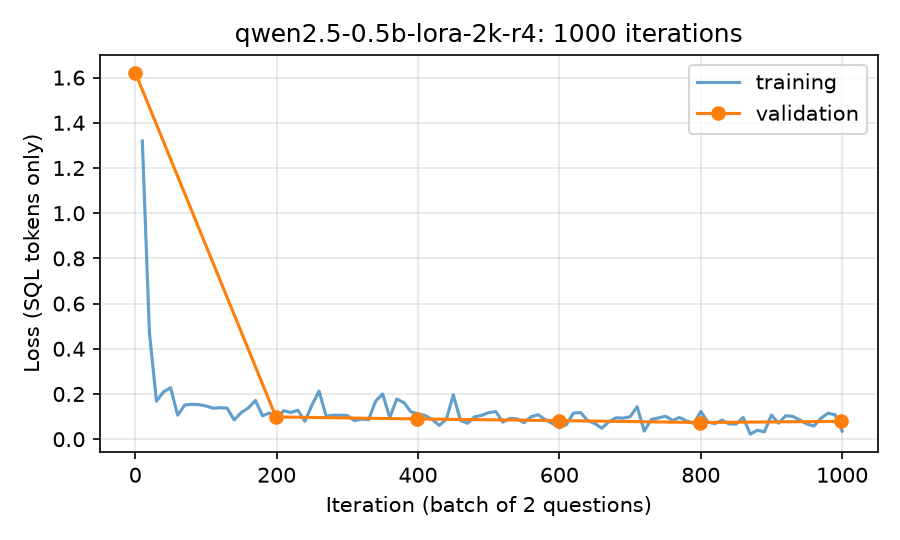 qwen2.5-0.5b-lora-2k-r4: 1000 iterations
training
validation
Loss (SQL tokens only)
1.6
1.4
1.2
1.0
0.8
0.6
0.4
0.2
0.0
0 200 400 600 800 1000
Iteration (batch of 2 questions)